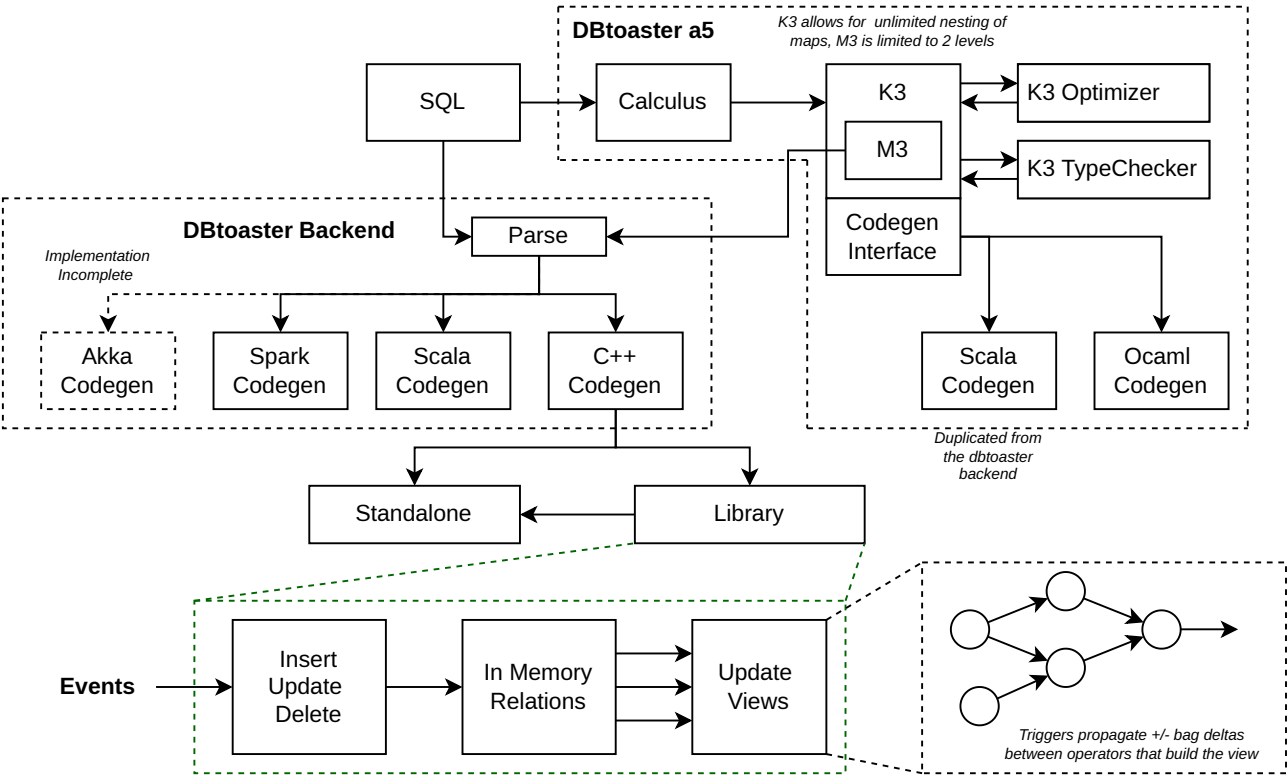 DBtoaster a5
K3 allows for unlimited nesting of
maps, M3 is limited to 2 levels
SQL
Calculus
K3
M3
K3 Optimizer
K3 TypeChecker
Codegen
Interface
DBtoaster Backend
Parse
Implementation
Incomplete
Akka
Codegen
Spark
Codegen
Scala
Codegen
C++
Codegen
Scala
Codegen
Ocaml
Codegen
Duplicated from
the dbtoaster
backend
Standalone
Library
Events
Insert
Update
Delete
In Memory
Relations
Update
Views
Triggers propagate +/- bag deltas
between operators that build the view